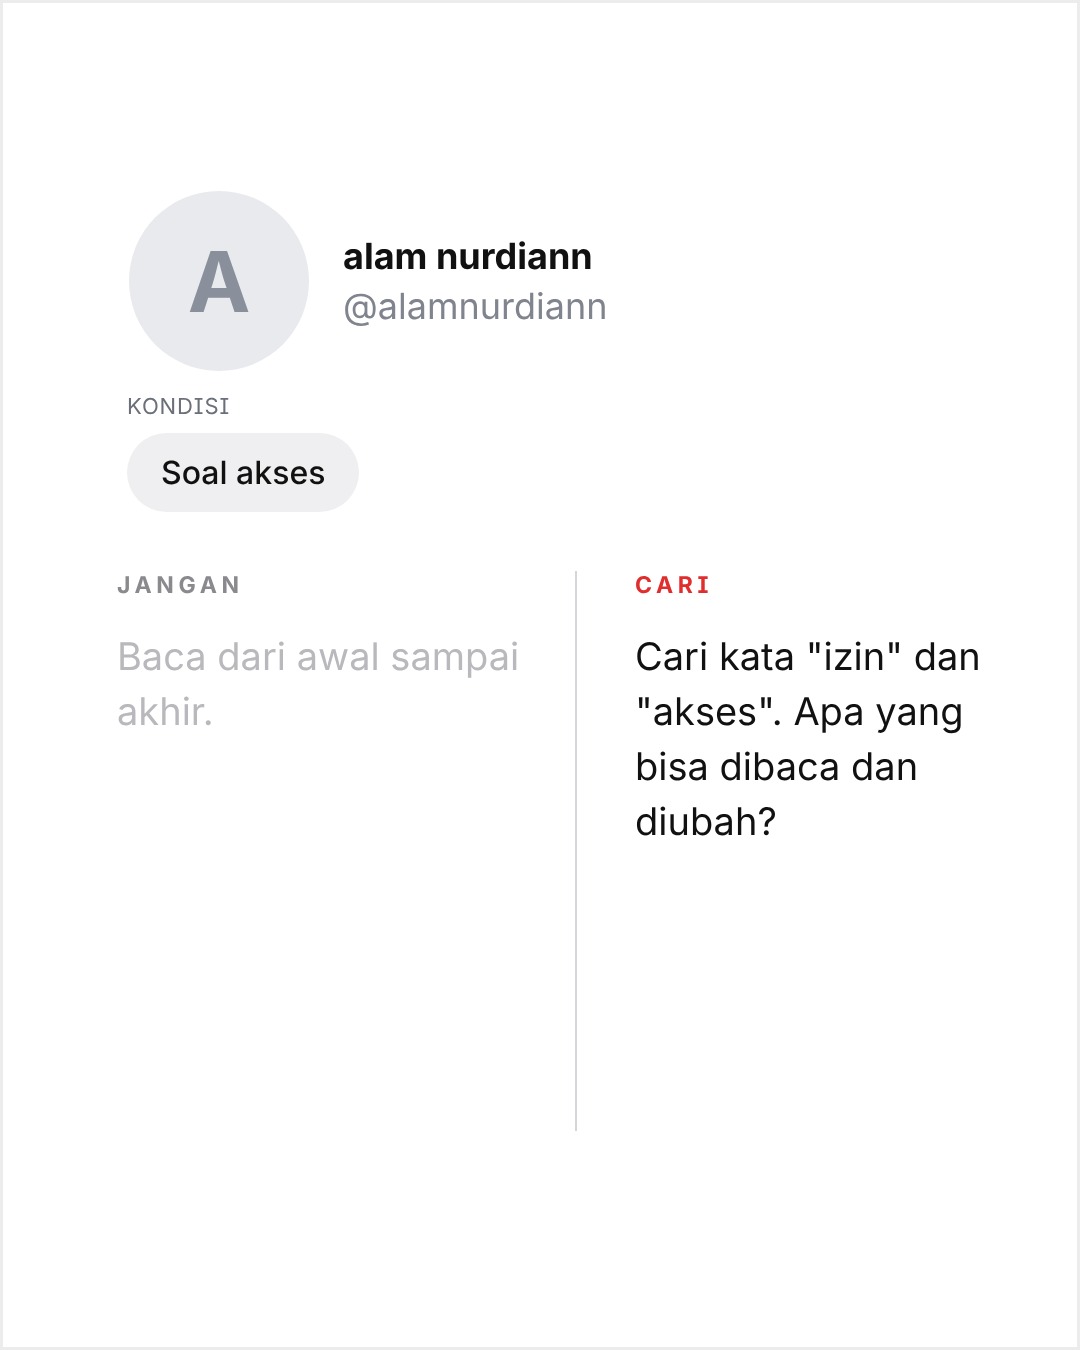 A
alam nurdiann
@alamnurdiann
KONDISI
Soal akses
JANGAN
Baca dari awal sampai
akhir.
CARI
Cari kata "izin" dan
"akses". Apa yang
bisa dibaca dan
diubah?